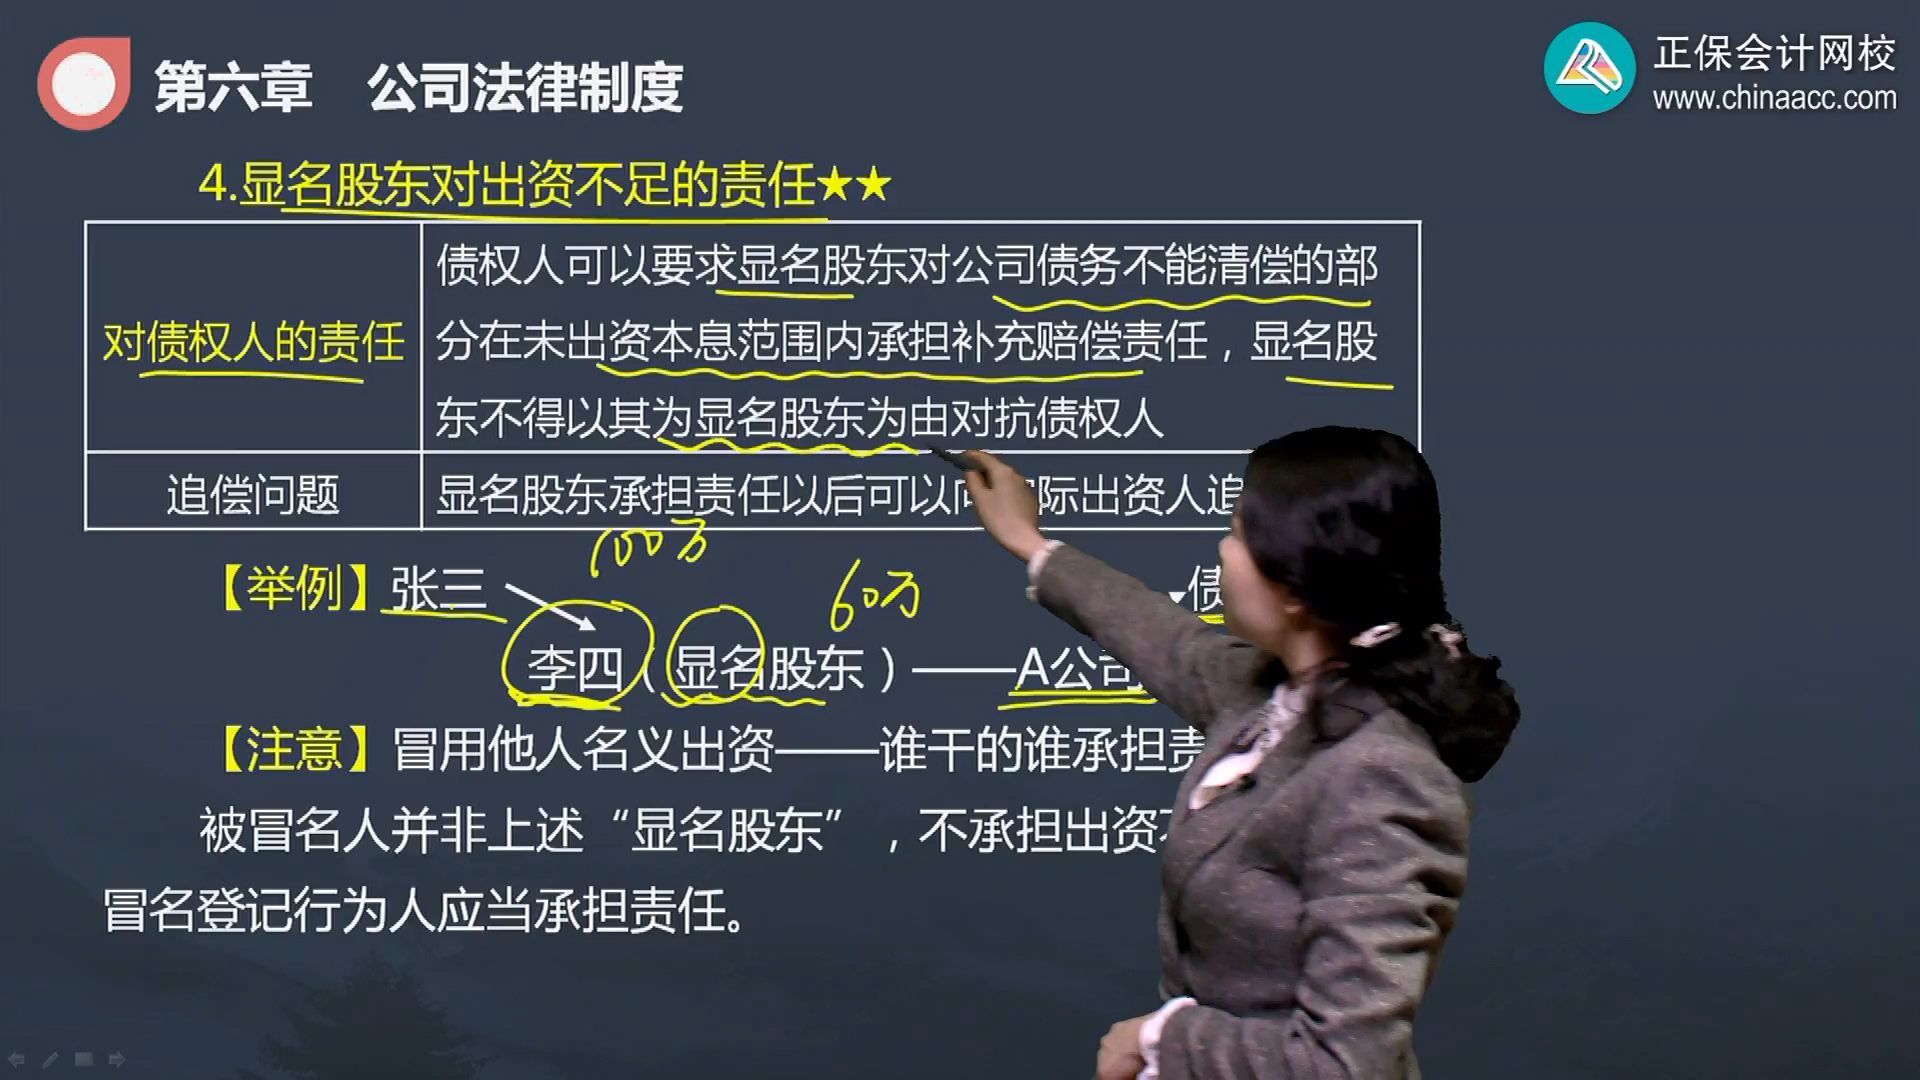 第六章 公司法律制度
正保会计网校
www.chinaacc.com
4.显名股东对出资不足的责任★★
对债权人的责任
债权人可以要求显名股东对公司债务不能清偿的部
分在未出资本息范围内承担补充赔偿责任，显名股
东不得以其为显名股东为由对抗债权人
追偿问题
显名股东承担责任以后可以向实际出资人追
100万
【举例】张三
债
60万
李四（显名股东）——A公司
【注意】冒用他人名义出资——谁干的谁承担责
被冒名人并非上述“显名股东”，不承担出资
冒名登记行为人应当承担责任。